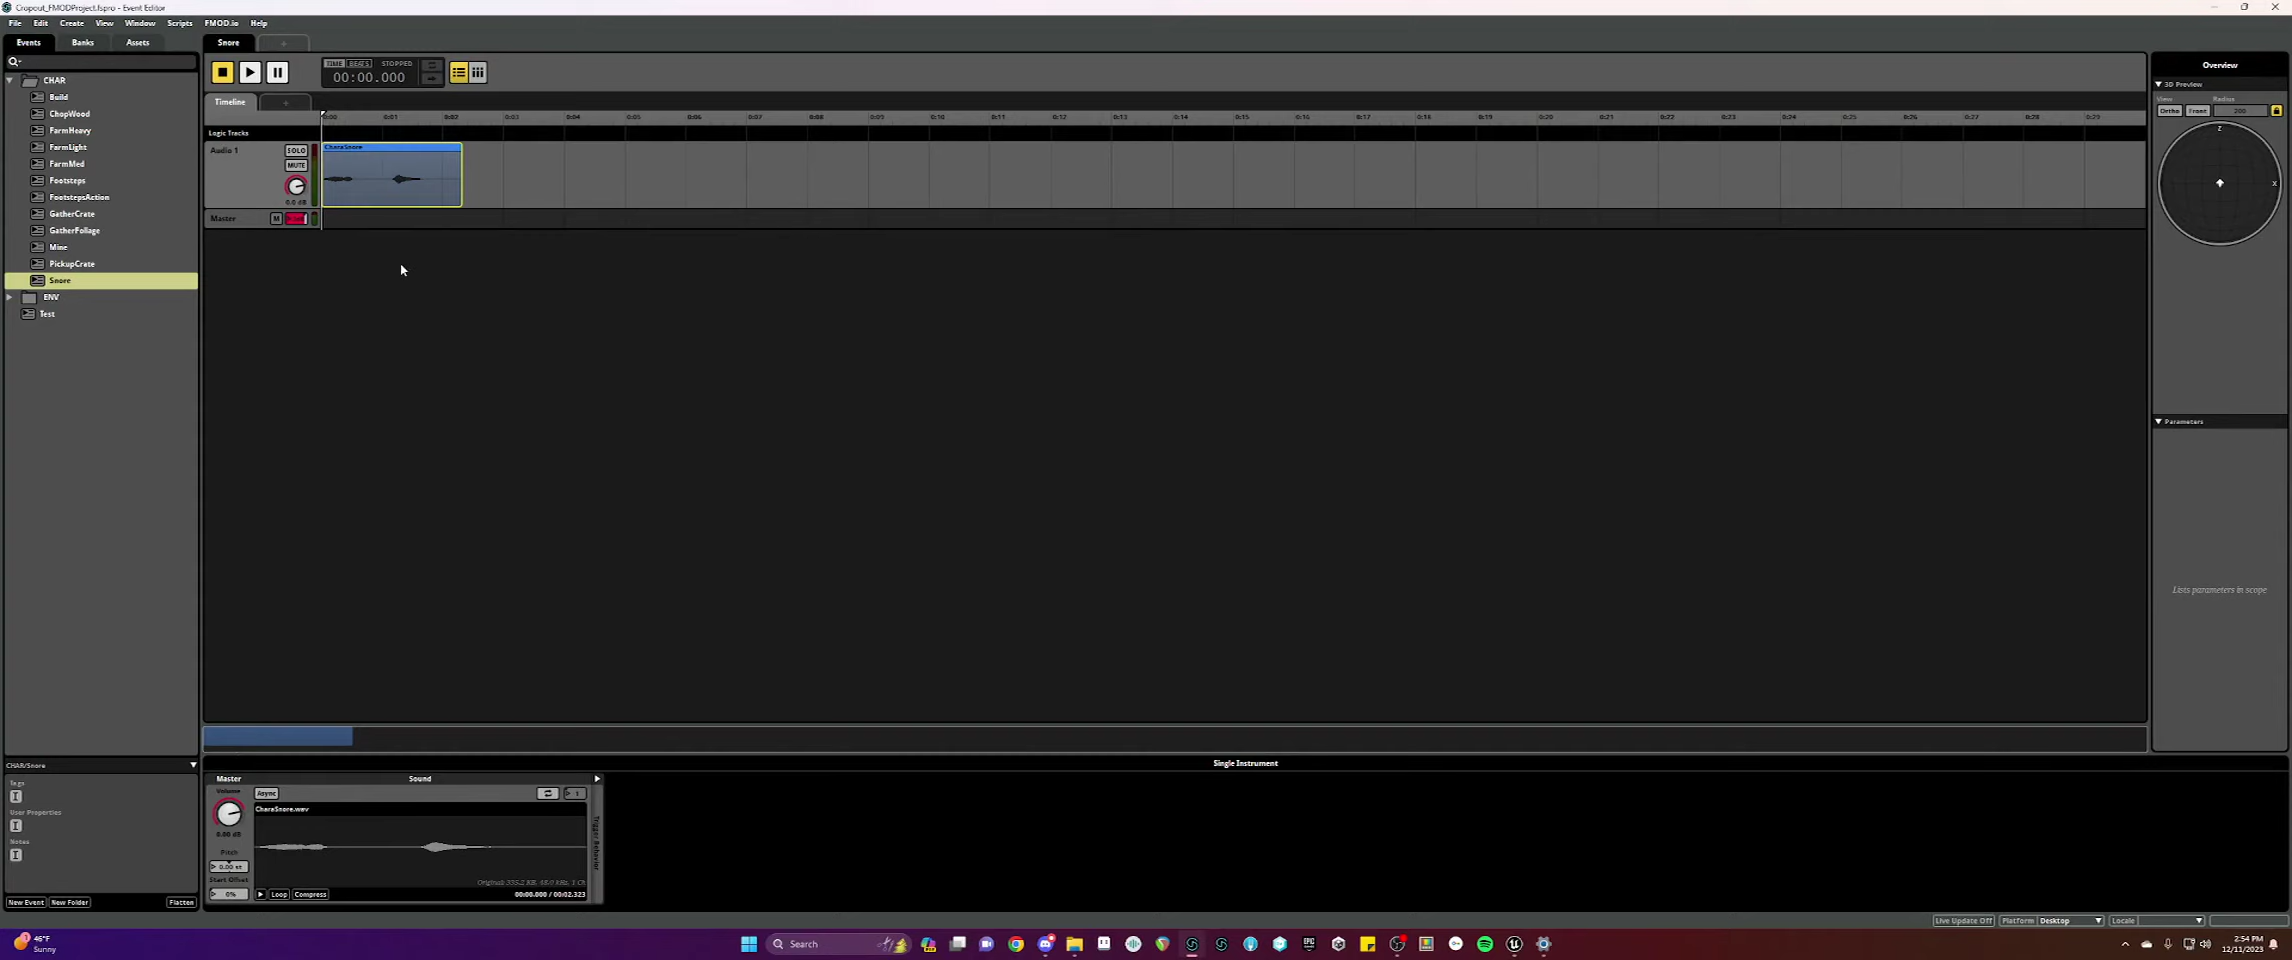 Cropout_FMODProject.fspro - Event Editor
File Edit Create View Window Scripts FMOD.io Help
Events Banks Assets
Snore +
CHAR
Build
ChopWood
FarmHeavy
FarmLight
FarmMed
Footsteps
FootstepsAction
GatherCrate
GatherFoliage
Mine
PickupCrate
Snore
ENV
Test
TIME BEATS STOPPED
00:00.000
Timeline +
0:00 0:01 0:02 0:03 0:04 0:05 0:06 0:07 0:08 0:09 0:10 0:11 0:12 0:13 0:14 0:15 0:16 0:17 0:18 0:19 0:20 0:21 0:22 0:23 0:24 0:25 0:26 0:27 0:28 0:29
Logic Tracks
Audio 1 SOLO
MUTE
0.0 dB
CharaSnore
Master M
Overview
3D Preview
View Radius
Ortho Front 200
Z
X
Parameters
Lists parameters in scope
CHAR/Snore
Tags
User Properties
Notes
New Event New Folder Flatten
Single Instrument
Master Sound
Volume Async 1
CharaSnore.wav
0.00 dB
Pitch
0.00 st
Start Offset
0% Loop Compress
Original: 335.2 KB, 48.0 kHz, 1 Ch
00:00.000 / 00:02.323
Trigger Behavior
Live Update Off Platform Desktop Locale
46°F
Sunny
Search
2:54 PM
12/11/2023